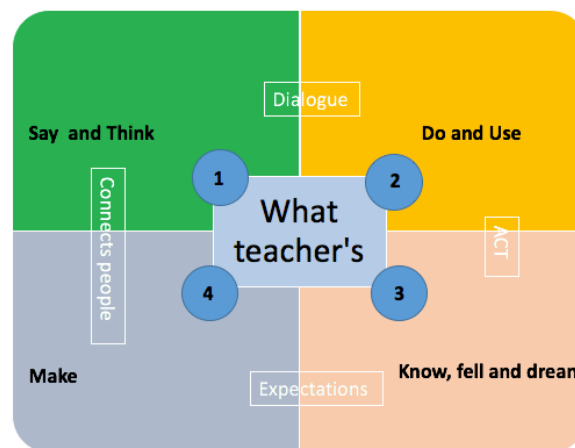 Dialogue
Say and Think
Do and Use
1
2
What
teacher's
Connects people
ACT
4
3
Make
Know, fell and dream
Expectations